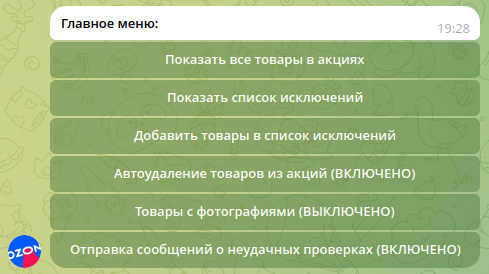 Главное меню:
19:28
Показать все товары в акциях
Показать список исключений
Добавить товары в список исключений
Автоудаление товаров из акций (ВКЛЮЧЕНО)
Товары с фотографиями (ВЫКЛЮЧЕНО)
Отправка сообщений о неудачных проверках (ВКЛЮЧЕНО)
OZON